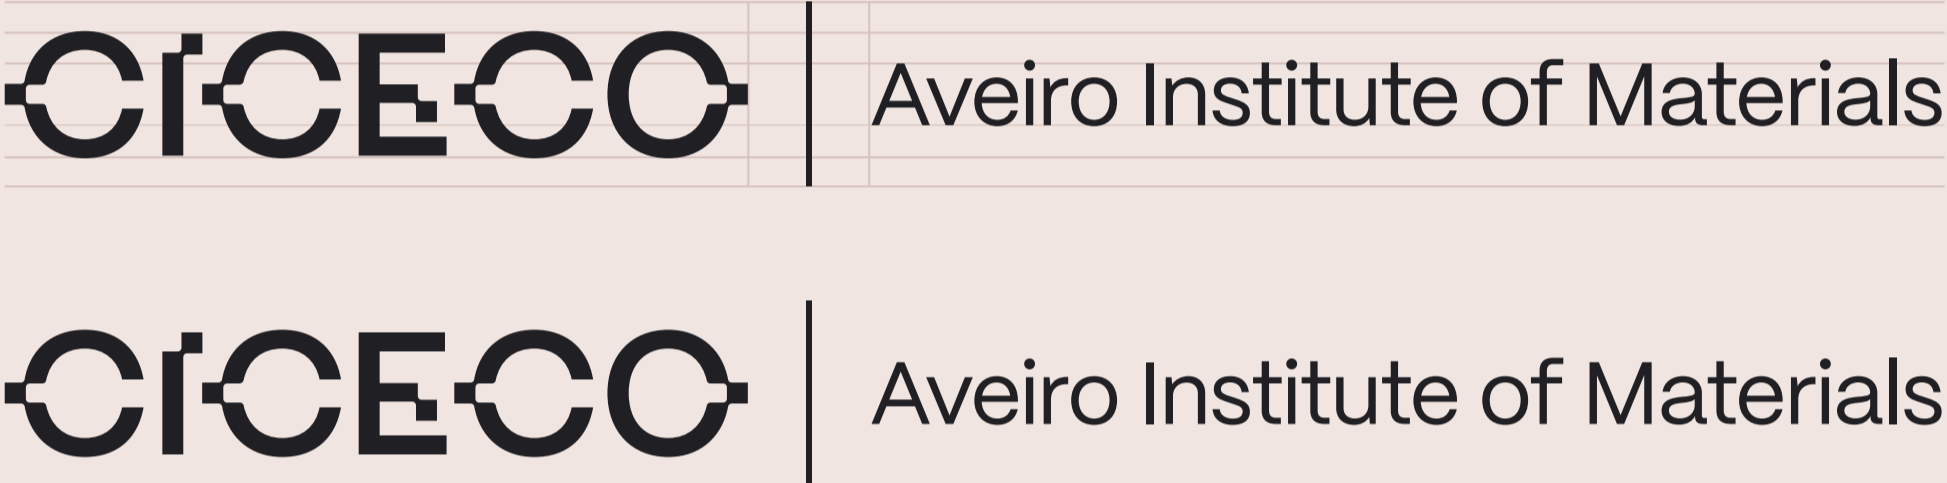 CICECO | Aveiro Institute of Materials
CICECO | Aveiro Institute of Materials